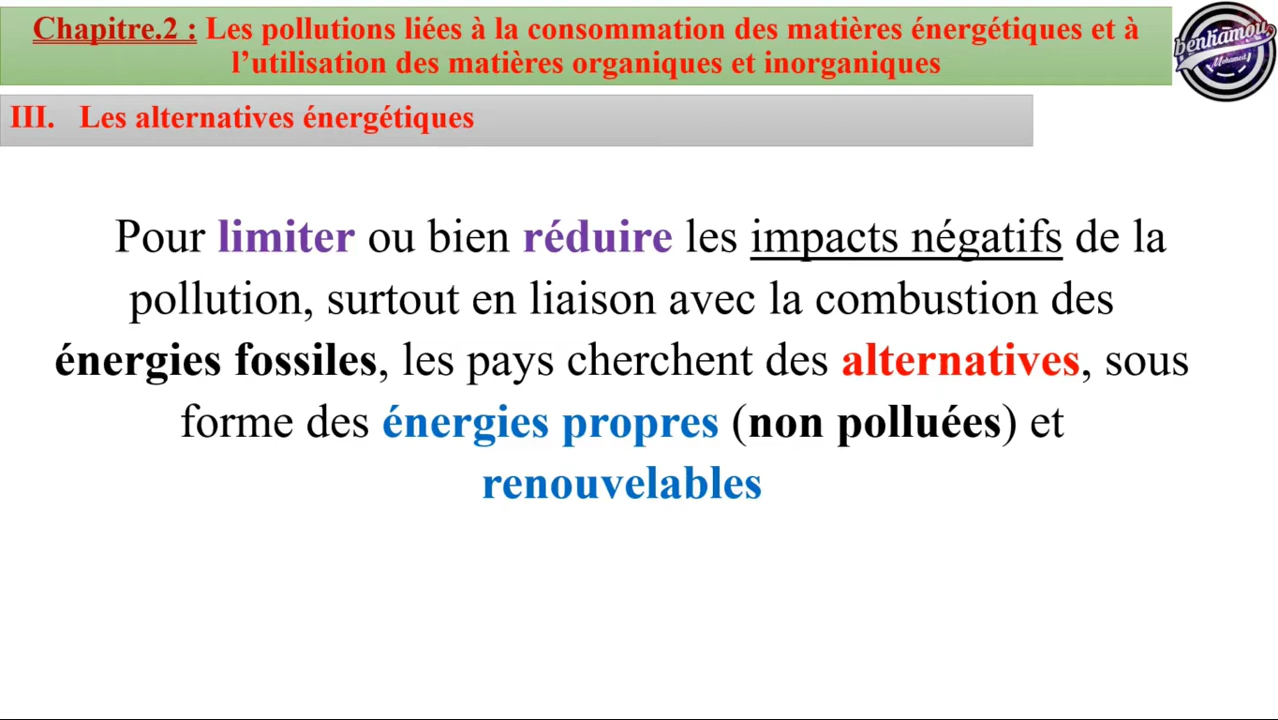 Chapitre.2 : Les pollutions liées à la consommation des matières énergétiques et à
l’utilisation des matières organiques et inorganiques
benhamou
Mohamed
III. Les alternatives énergétiques
Pour limiter ou bien réduire les impacts négatifs de la
pollution, surtout en liaison avec la combustion des
énergies fossiles, les pays cherchent des alternatives, sous
forme des énergies propres (non polluées) et
renouvelables